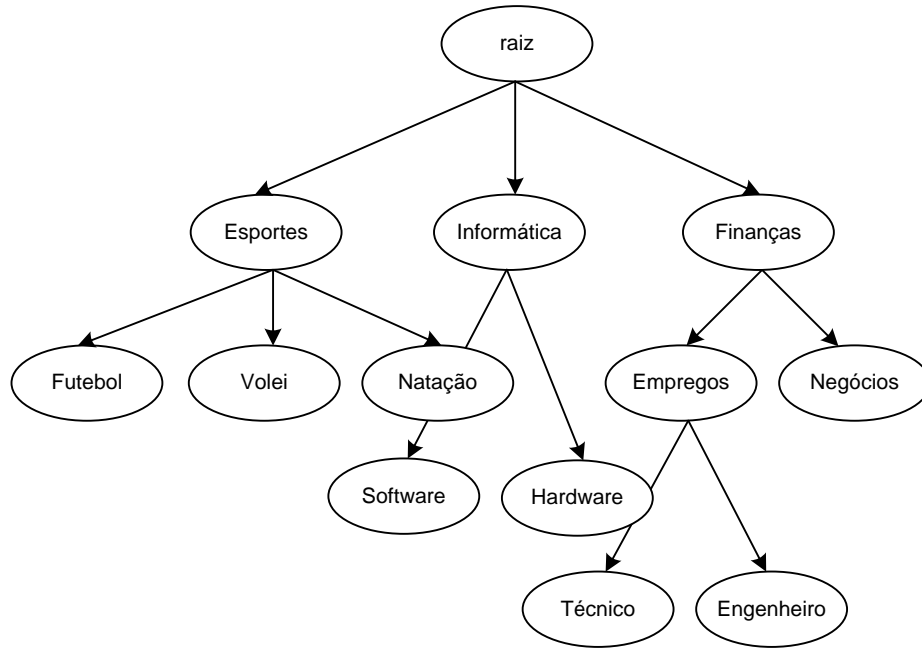 raiz
Esportes
Informática
Finanças
Futebol
Volei
Natação
Empregos
Negócios
Software
Hardware
Técnico
Engenheiro